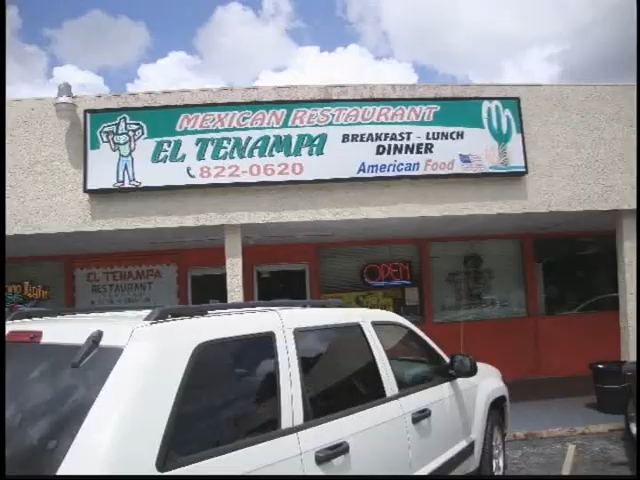 MEXICAN RESTAURANT
EL TENAMPA
822-0620
BREAKFAST - LUNCH
DINNER
American Food
EL TENAMPA
RESTAURANT
OPEN